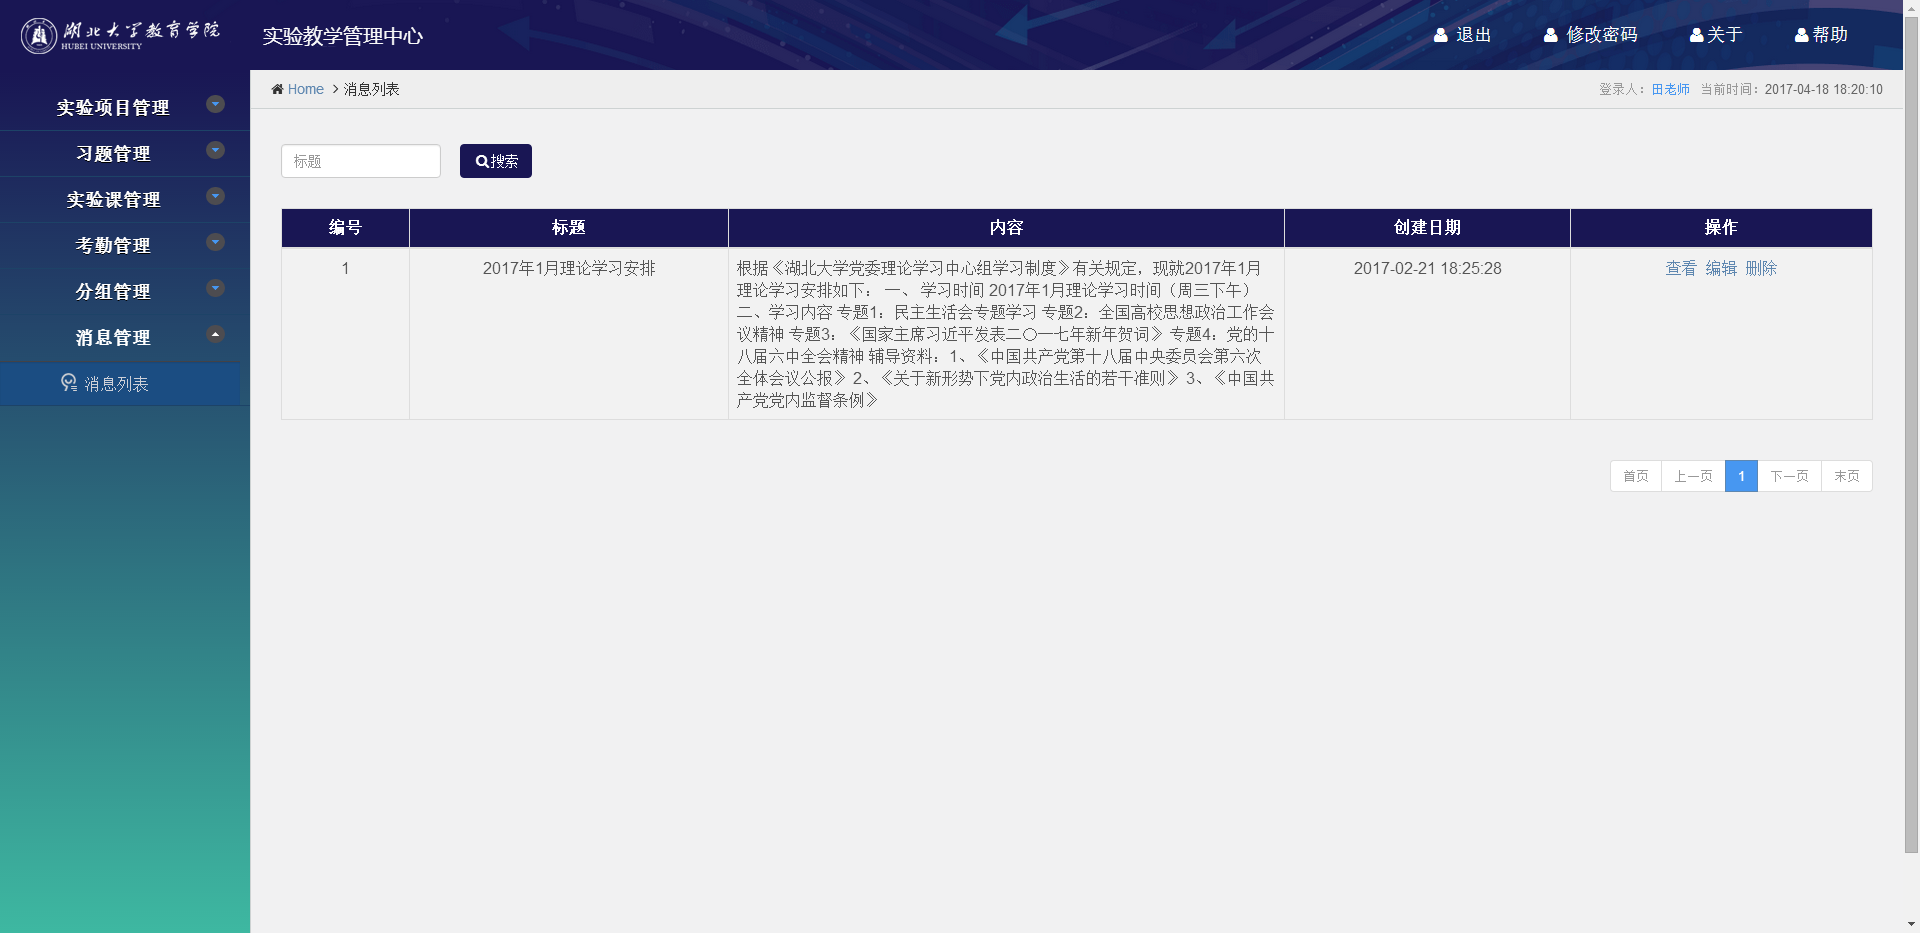 湖北大学教育学院
HUBEI UNIVERSITY
实验教学管理中心
退出 修改密码 关于 帮助
Home > 消息列表
登录人：田老师 当前时间：2017-04-18 18:20:10
实验项目管理
习题管理
实验课管理
考勤管理
分组管理
消息管理
消息列表
标题
搜索
编号 标题 内容 创建日期 操作
1 2017年1月理论学习安排
根据《湖北大学党委理论学习中心组学习制度》有关规定，现就2017年1月
理论学习安排如下： 一、 学习时间 2017年1月理论学习时间（周三下午）
二、学习内容 专题1：民主生活会专题学习 专题2：全国高校思想政治工作会
议精神 专题3：《国家主席习近平发表二〇一七年新年贺词》 专题4：党的十
八届六中全会精神 辅导资料：1、《中国共产党第十八届中央委员会第六次
全体会议公报》 2、《关于新形势下党内政治生活的若干准则》 3、《中国共
产党党内监督条例》
2017-02-21 18:25:28
查看 编辑 删除
首页 上一页 1 下一页 末页